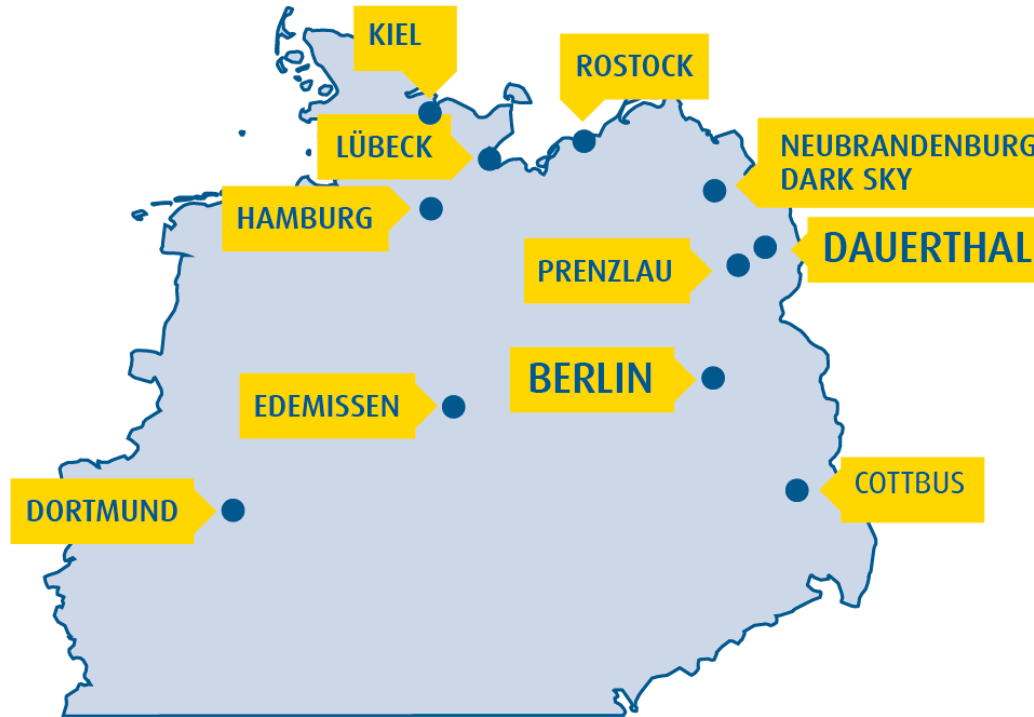 KIEL
ROSTOCK
LÜBECK
NEUBRANDENBURG
DARK SKY
HAMBURG
DAUERTHAL
PRENZLAU
BERLIN
EDEMISSEN
COTTBUS
DORTMUND